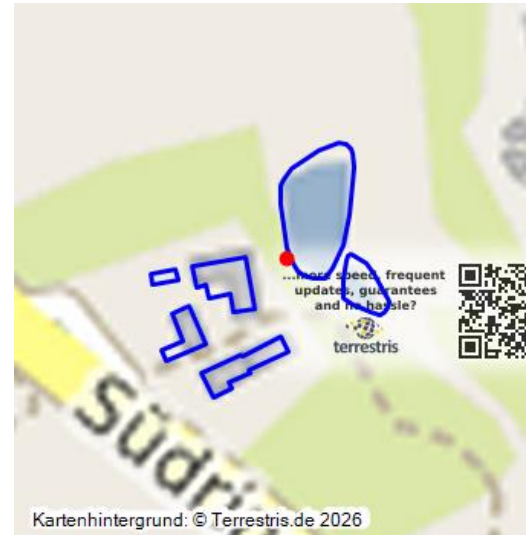 ...more speed, frequent
updates, guarantees
and no hassle?
terrestris
Südri
Kartenhintergrund: © Terrestris.de 2026